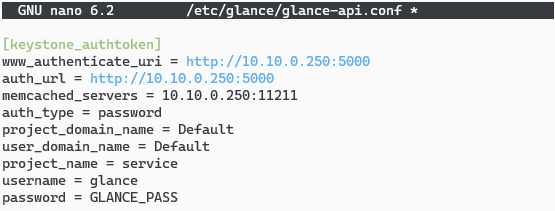 GNU nano 6.2 /etc/glance/glance-api.conf *
[keystone_authtoken]
www_authenticate_uri = http://10.10.0.250:5000
auth_url = http://10.10.0.250:5000
memcached_servers = 10.10.0.250:11211
auth_type = password
project_domain_name = Default
user_domain_name = Default
project_name = service
username = glance
password = GLANCE_PASS